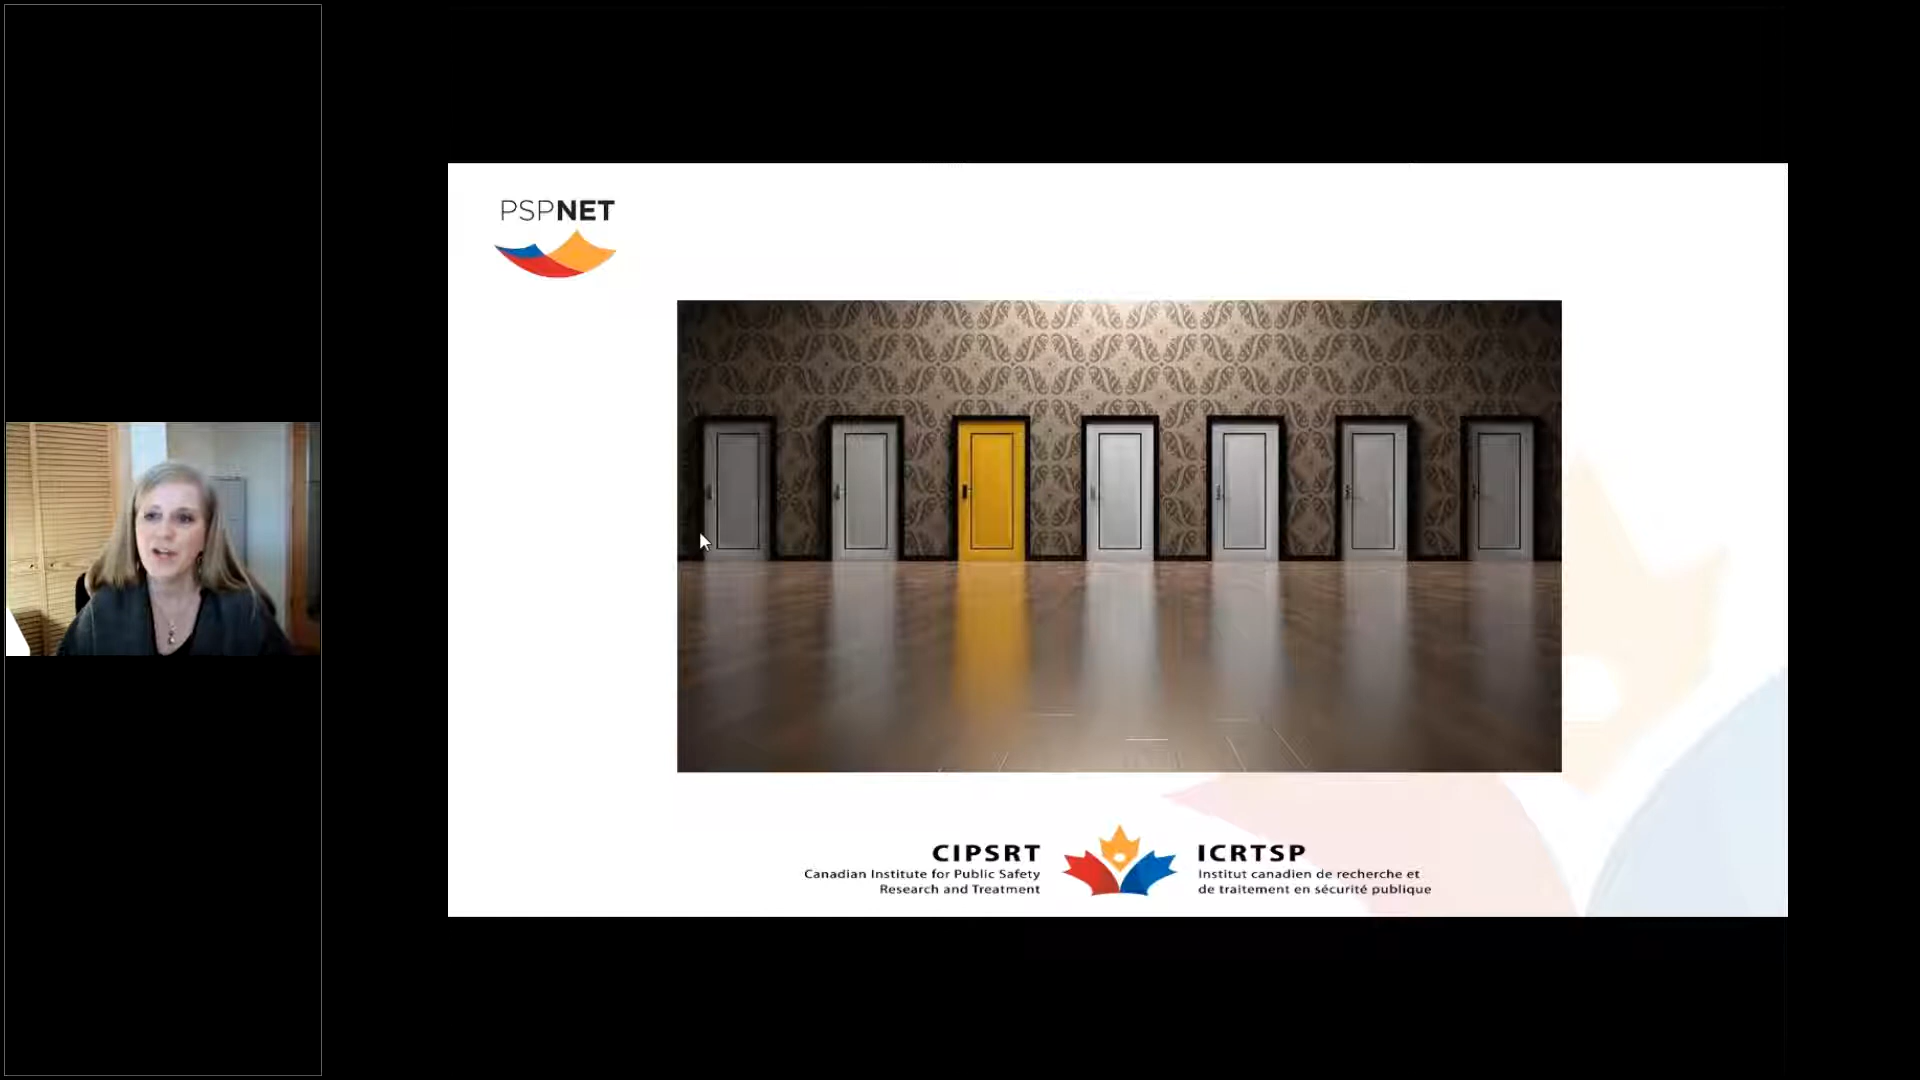 PSPNET
CIPSRT
Canadian Institute for Public Safety
Research and Treatment
ICRTSP
Institut canadien de recherche et
de traitement en sécurité publique